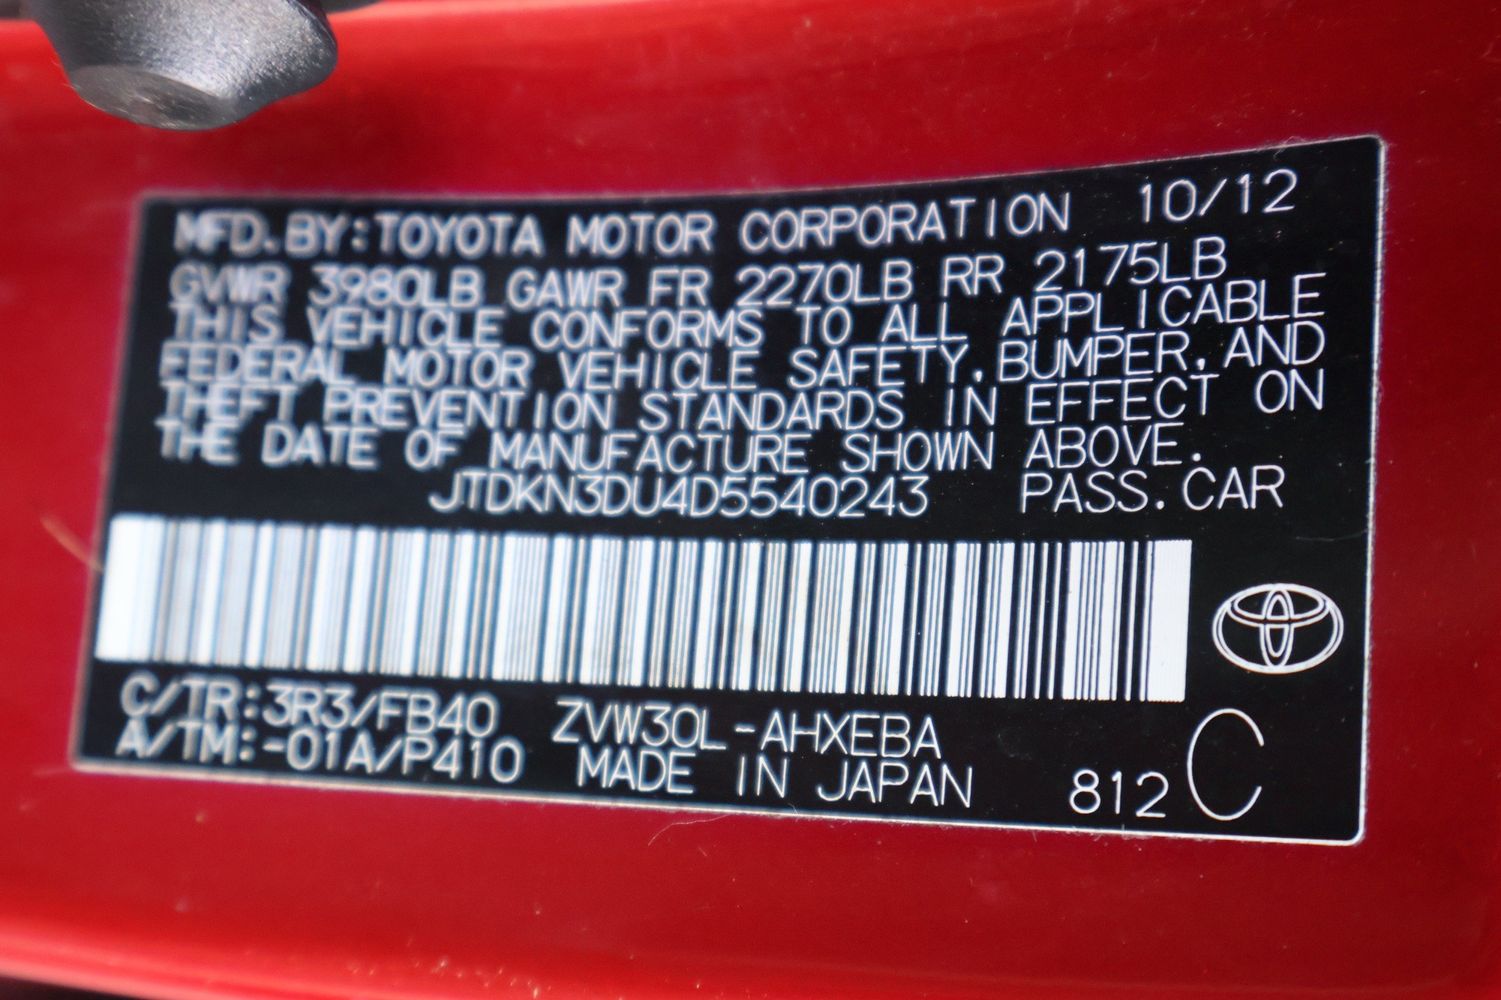 MFD. BY: TOYOTA MOTOR CORPORATION 10/12
GVWR 3980LB GAWR FR 2270LB RR 2175LB
THIS VEHICLE CONFORMS TO ALL APPLICABLE
FEDERAL MOTOR VEHICLE SAFETY, BUMPER, AND
THEFT PREVENTION STANDARDS IN EFFECT ON
THE DATE OF MANUFACTURE SHOWN ABOVE.
JTDKN3DU4D5540243 PASS. CAR
C/TR: 3R3/FB40 ZVW30L-AHXEBA
A/TM: -01A/P410 MADE IN JAPAN 812 C